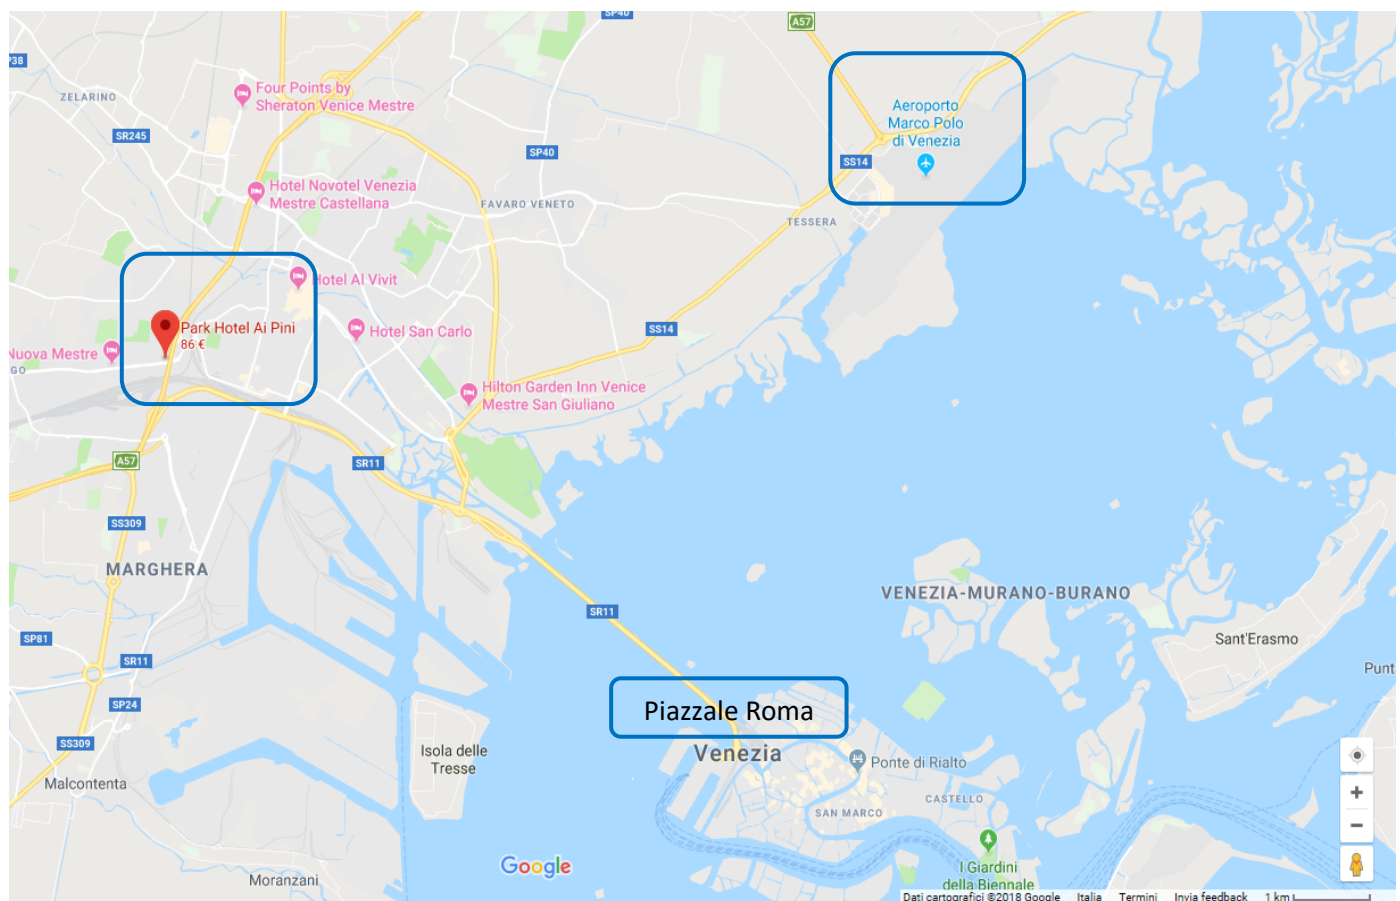 SP40
A57
P38
ZELARINO
Four Points by
Sheraton Venice Mestre
Aeroporto
Marco Polo
di Venezia
SR245
SP40
SS14
Hotel Novotel Venezia
Mestre Castellana
FAVARO VENETO
TESSERA
Hotel Al Vivit
Park Hotel Ai Pini
86 €
Hotel San Carlo
SS14
Nuova Mestre
GO
Hilton Garden Inn Venice
Mestre San Giuliano
A57
SR11
SS309
MARGHERA
VENEZIA-MURANO-BURANO
SR11
SP81
Sant'Erasmo
SR11
Punt
SP24
Piazzale Roma
SS309
Isola delle
Tresse
Venezia
Ponte di Rialto
Malcontenta
CASTELLO
SAN MARCO
Google
I Giardini
della Biennale
Moranzani
Dati cartografici ©2018 Google Italia Termini Invia feedback 1 km